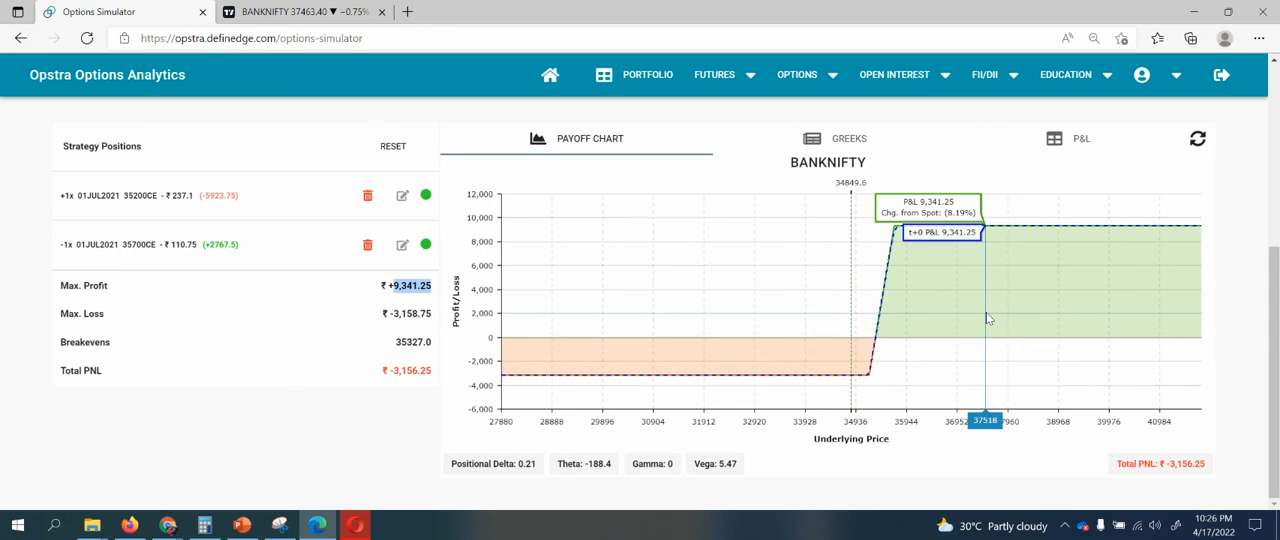 Options Simulator
BANKNIFTY 37463.40 ▼ −0.75%
https://opstra.definedge.com/options-simulator
Opstra Options Analytics
PORTFOLIO FUTURES OPTIONS OPEN INTEREST FII/DII EDUCATION
Strategy Positions RESET
+1x 01JUL2021 35200CE - ₹ 237.1 (-5923.75)
-1x 01JUL2021 35700CE - ₹ 110.75 (+2767.5)
Max. Profit ₹ +9,341.25
Max. Loss ₹ -3,158.75
Breakevens 35327.0
Total PNL ₹ -3,156.25
PAYOFF CHART GREEKS P&L
BANKNIFTY
34849.6
12,000
10,000
8,000
6,000
4,000
2,000
0
-2,000
-4,000
-6,000
Profit/Loss
P&L 9,341.25
Chg. from Spot: (8.19%)
t+0 P&L 9,341.25
27880 28888 29896 30904 31912 32920 33928 34936 35944 37518 38968 39976 40984
Underlying Price
Positional Delta: 0.21 Theta: -188.4 Gamma: 0 Vega: 5.47 Total PNL: ₹ -3,156.25
30°C Partly cloudy
10:26 PM
4/17/2022